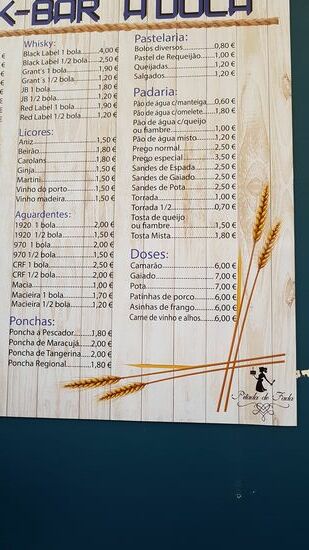 K-BAR A DOCA
Whisky:
Black Label 1 bola 4,00 €
Black Label 1/2 bola 2,50 €
Grant's 1 bola 1,90 €
Grant's 1/2 bola 1,20 €
JB 1 bola 1,80 €
JB 1/2 bola 1,20 €
Red Label 1 bola 1,90 €
Red Label 1/2 bola 1,20 €
Licores:
Aniz 1,50 €
Beirão 1,80 €
Carolans 1,80 €
Ginja 1,50 €
Martini 1,50 €
Vinho do porto 1,50 €
Vinho madeira 1,50 €
Aguardentes:
1920 1 bola 2,00 €
1920 1/2 bola 1,50 €
970 1 bola 2,00 €
970 1/2 bola 1,50 €
CRF 1 bola 2,50 €
CRF 1/2 bola 2,00 €
Macia 1,00 €
Macieira 1 bola 1,70 €
Macieira 1/2 bola 1,20 €
Ponchas:
Poncha à Pescador 1,80 €
Poncha de Maracujá 2,00 €
Poncha de Tangerina 2,00 €
Poncha Regional 1,80 €
Pastelaria:
Bolos diversos 0,80 €
Pastel de Requeijão 1,00 €
Queijadas 1,20 €
Salgados 1,20 €
Padaria:
Pão de água c/manteiga 0,60 €
Pão de água c/omelete 1,80 €
Pão de água c/queijo
ou fiambre 1,00 €
Pão de água misto 1,20 €
Prego normal 2,50 €
Prego especial 3,50 €
Sandes de Espada 2,50 €
Sandes de Gaiado 2,50 €
Sandes de Pota 2,50 €
Torrada 1,00 €
Torrada 1/2 0,70 €
Tosta de queijo
ou fiambre 1,50 €
Tosta Mista 1,80 €
Doses:
Camarão 6,00 €
Gaiado 7,00 €
Pota 7,00 €
Patinhas de porco 6,00 €
Asinhas de frango 6,00 €
Carne de vinho e alhos 6,00 €
Pitada de Fada